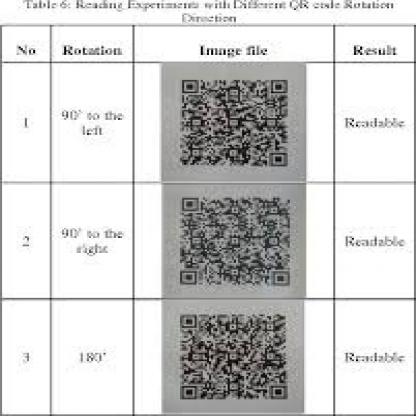 Table 6: Reading Experiments with Different QR code Rotation
Direction
No Rotation Image file Result
1 90° to the
left Readable
2 90° to the
right Readable
3 180° Readable